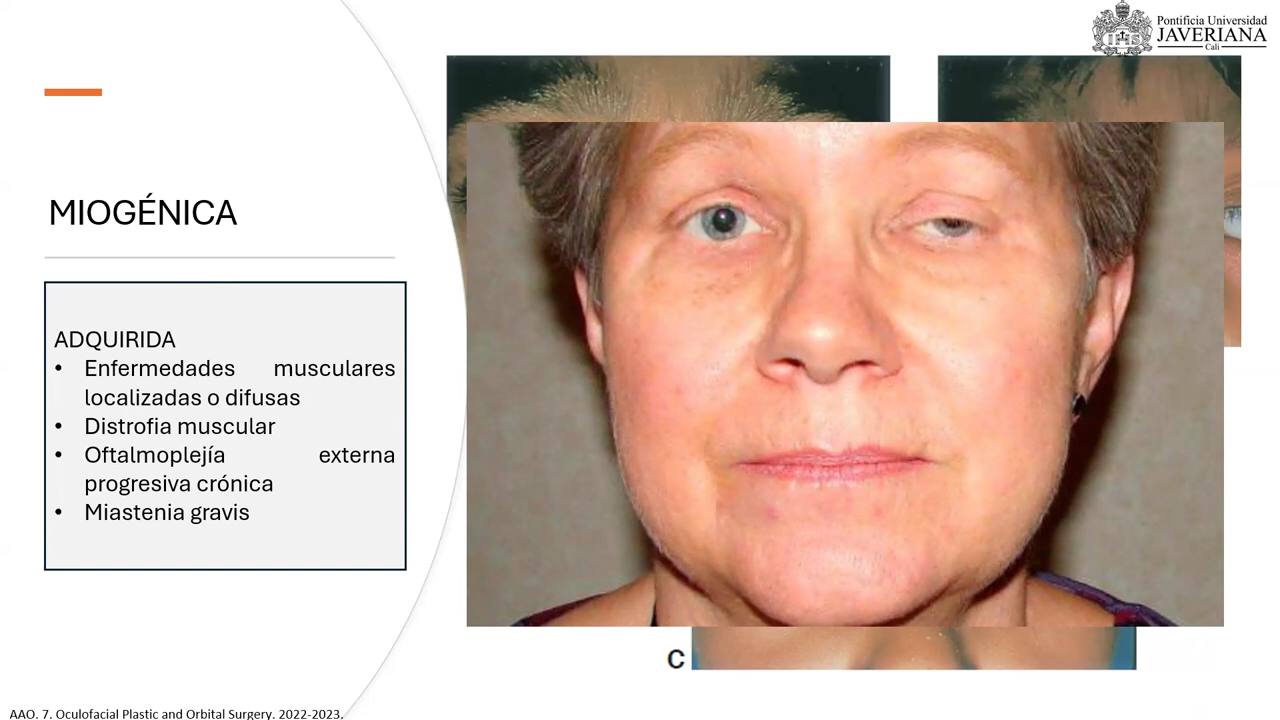 Pontificia Universidad
JAVERIANA
Cali
MIOGÉNICA
ADQUIRIDA
• Enfermedades musculares
localizadas o difusas
• Distrofia muscular
• Oftalmoplejía externa
progresiva crónica
• Miastenia gravis
C
AAO. 7. Oculofacial Plastic and Orbital Surgery. 2022-2023.